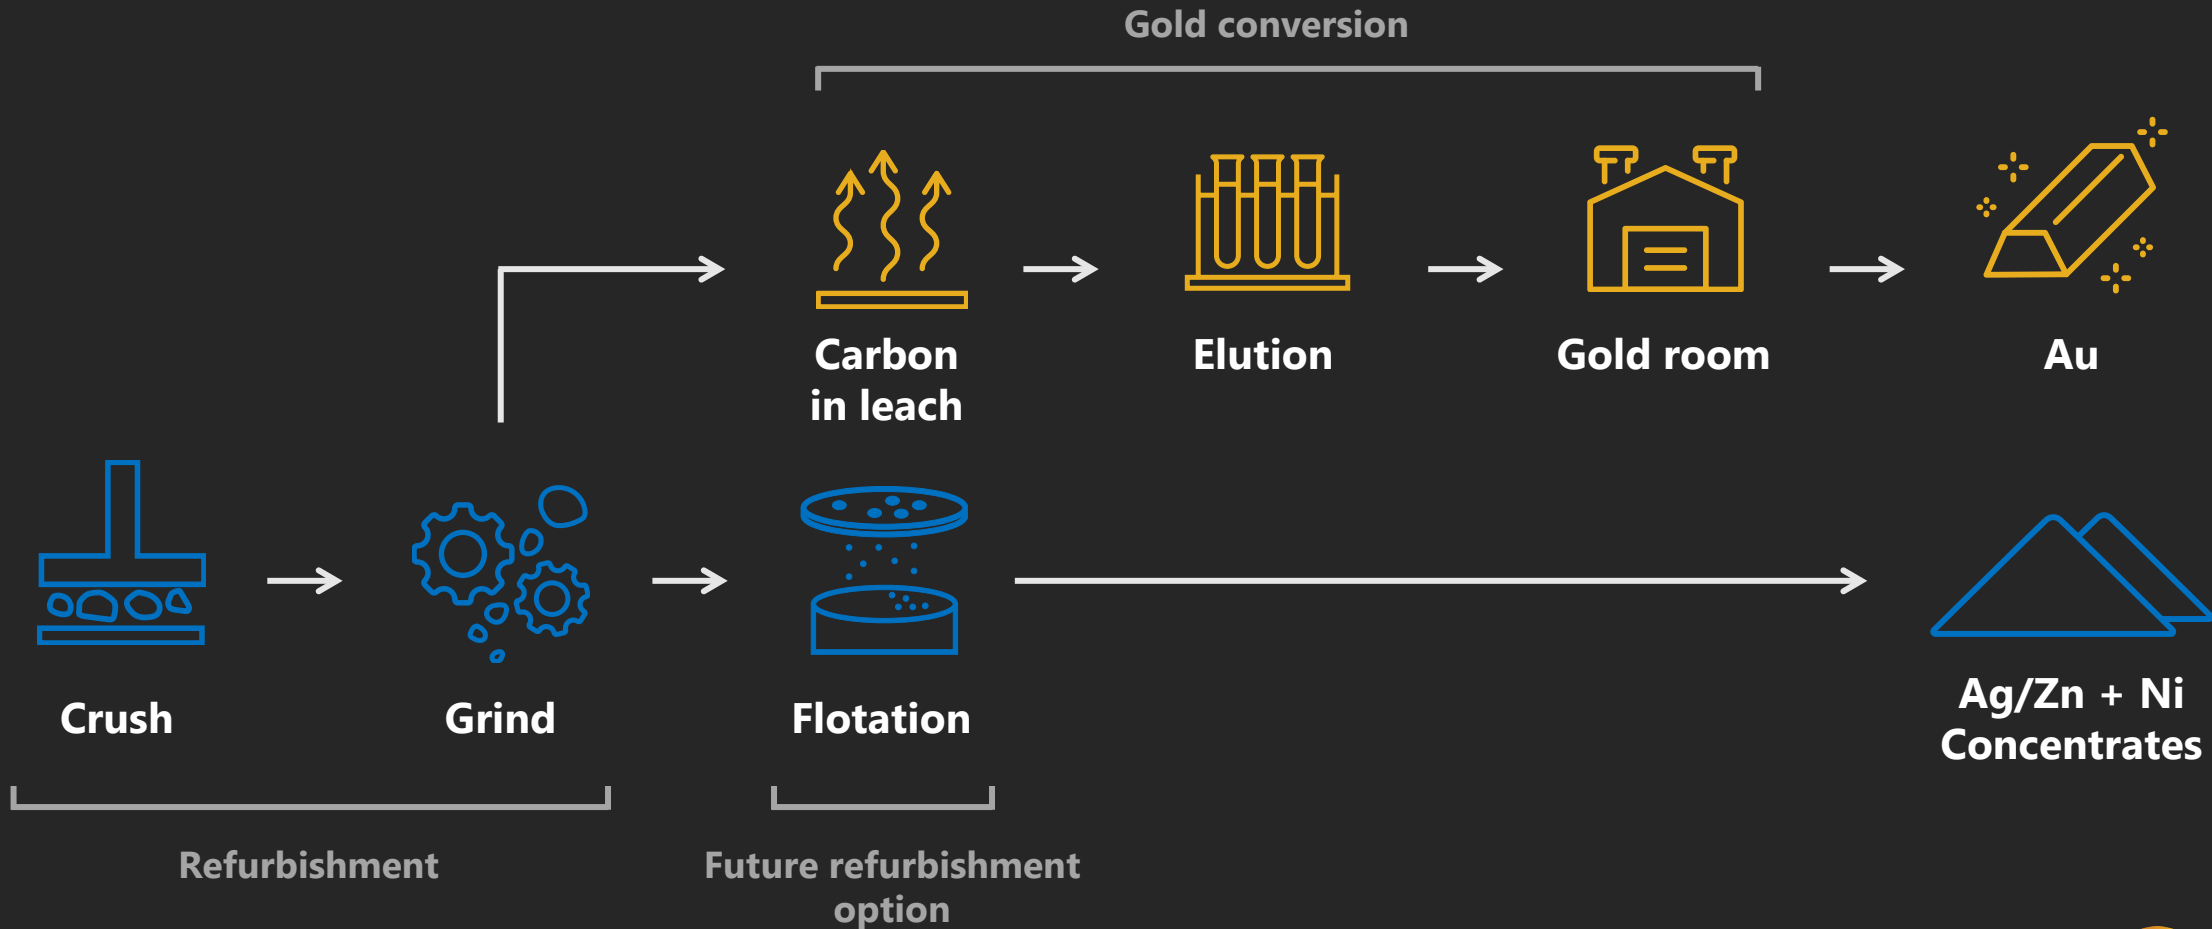 Gold conversion
Carbon
in leach
Elution
Gold room
Au
Crush
Grind
Flotation
Ag/Zn + Ni
Concentrates
Refurbishment
Future refurbishment
option